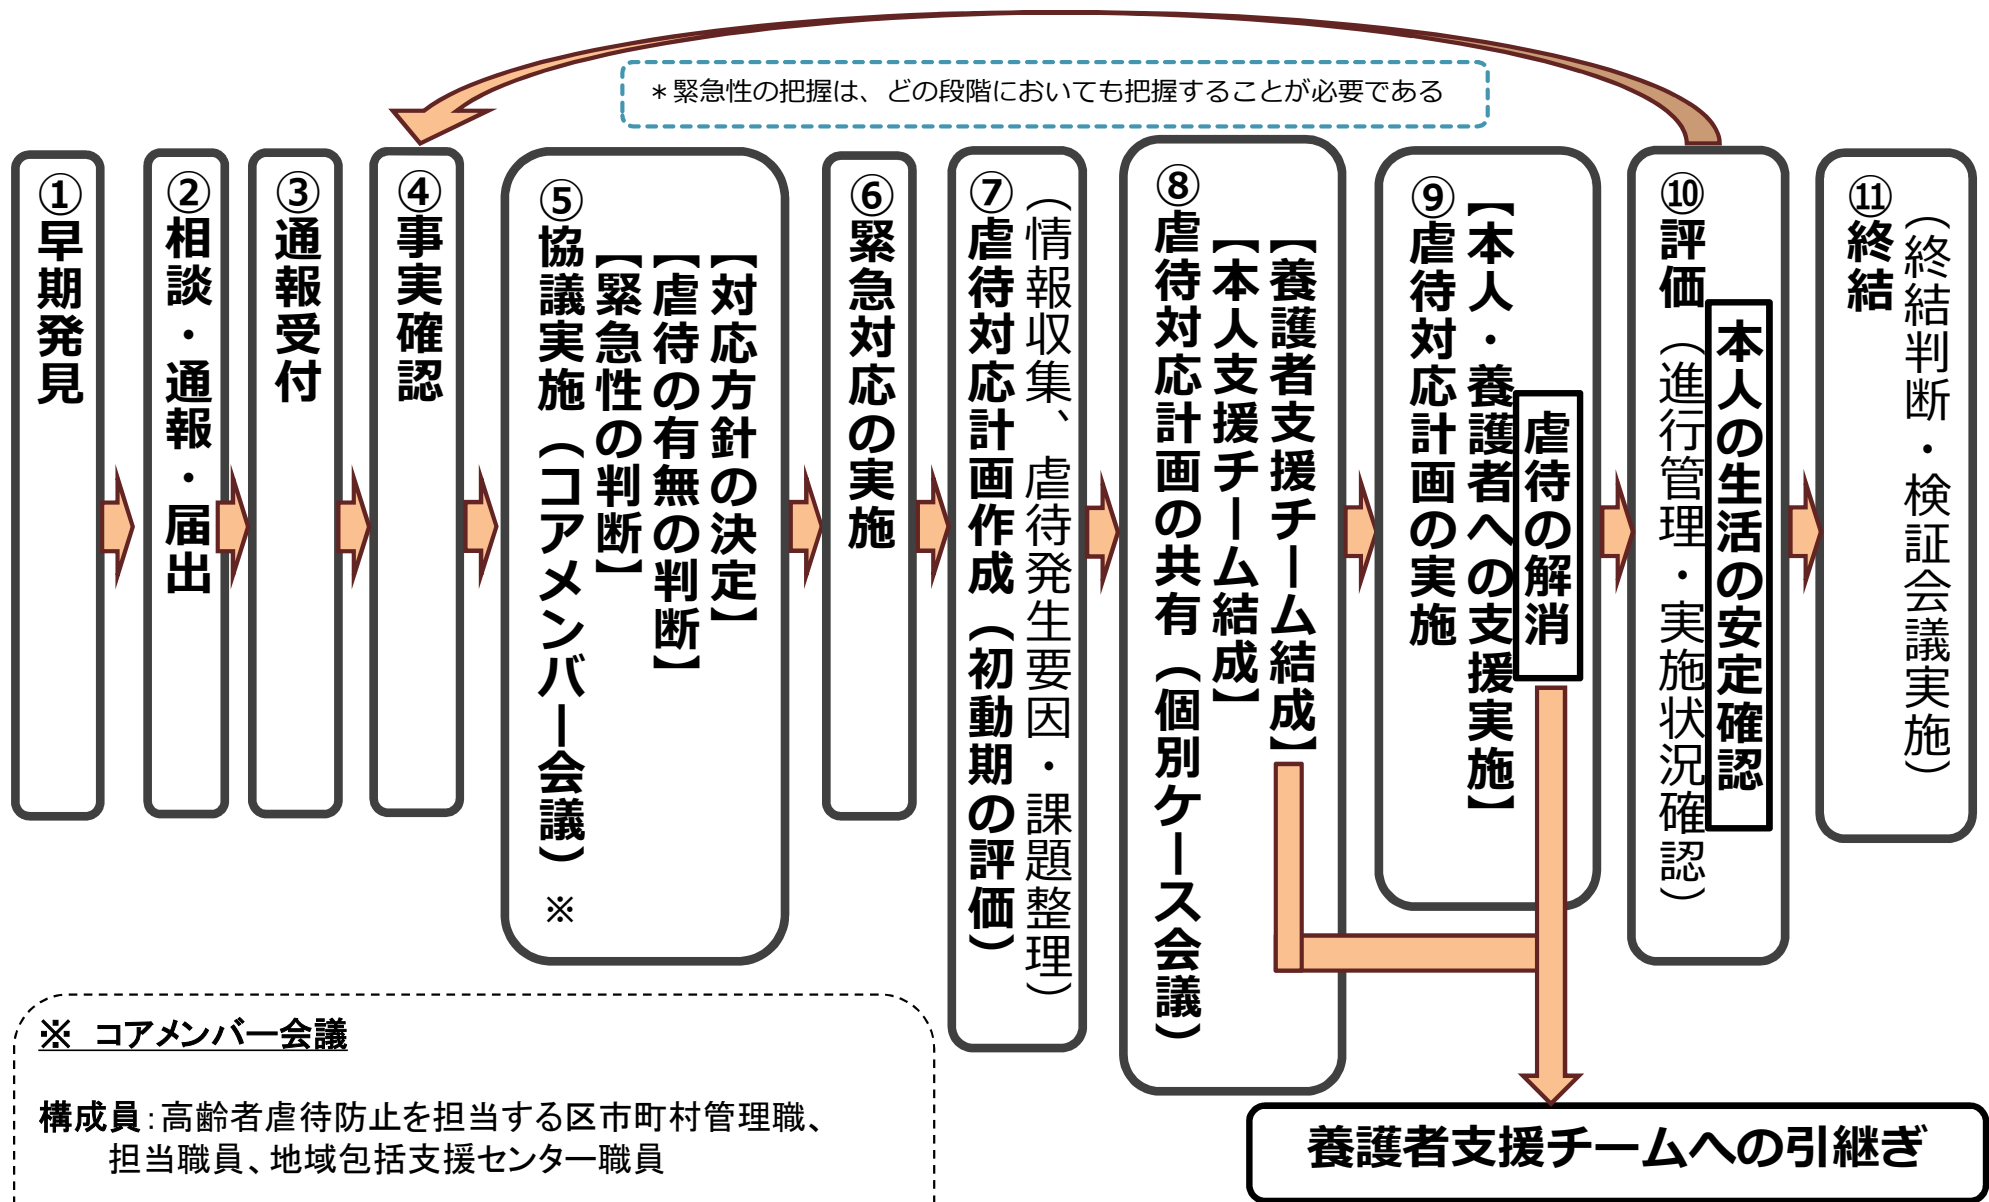 ＊緊急性の把握は、どの段階においても把握することが必要である
①早期発見
②相談・通報・届出
③通報受付
④事実確認
⑤協議実施（コアメンバー会議）※
【緊急性の判断】
【虐待の有無の判断】
【対応方針の決定】
⑥緊急対応の実施
⑦虐待対応計画作成（初動期の評価）
（情報収集、虐待発生要因・課題整理）
⑧虐待対応計画の共有（個別ケース会議）
【本人支援チーム結成】
【養護者支援チーム結成】
⑨虐待対応計画の実施
【本人・養護者への支援実施】
虐待の解消
⑩評価（進行管理・実施状況確認）
本人の生活の安定確認
⑪終結
（終結判断・検証会議実施）
※　コアメンバー会議
構成員：高齢者虐待防止を担当する区市町村管理職、
担当職員、地域包括支援センター職員
養護者支援チームへの引継ぎ